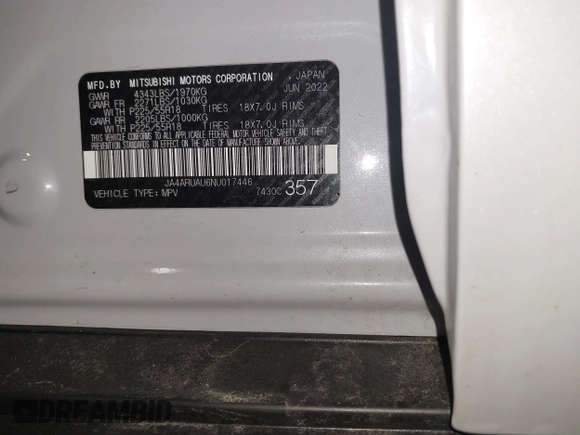 MFD.BY MITSUBISHI MOTORS CORPORATION JAPAN
GVWR 4343LBS/1970KG JUN 2022
GAWR FR 2271LBS/1030KG
WITH P225/55R18 TIRES 18X7.0J RIMS
GAWR RR 2205LBS/1000KG
WITH P225/55R18 TIRES 18X7.0J RIMS
THIS VEHICLE CONFORMS TO ALL APPLICABLE FEDERAL MOTOR VEHICLE SAFETY AND THEFT
PREVENTION STANDARDS IN EFFECT ON THE DATE OF MANUFACTURE SHOWN ABOVE.
JA4ARUAU6NU017446
VEHICLE TYPE: MPV 7430C 357
DREAMBID